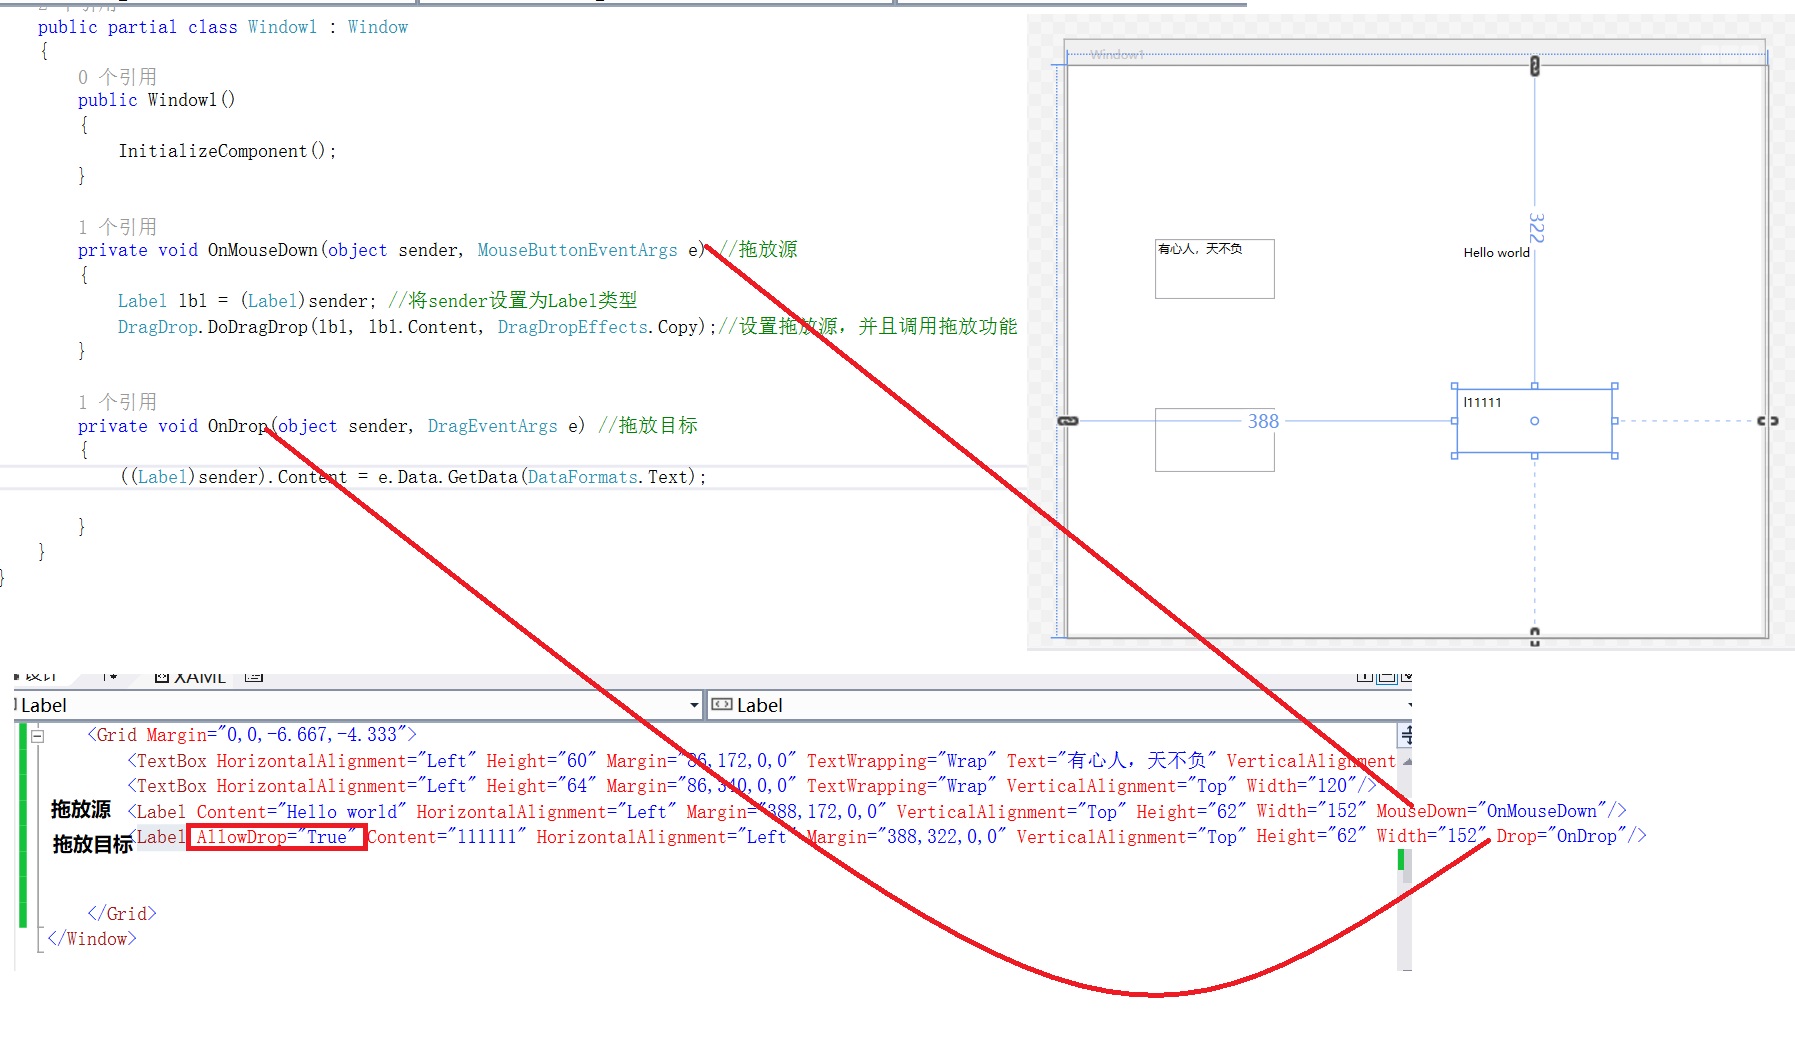 public partial class Window1 : Window
{
0 个引用
public Window1()
{
InitializeComponent();
}
1 个引用
private void OnMouseDown(object sender, MouseButtonEventArgs e) //拖放源
{
Label lbl = (Label)sender; //将sender设置为Label类型
DragDrop.DoDragDrop(lbl, lbl.Content, DragDropEffects.Copy);//设置拖放源，并且调用拖放功能
}
1 个引用
private void OnDrop(object sender, DragEventArgs e) //拖放目标
{
((Label)sender).Content = e.Data.GetData(DataFormats.Text);
}
}
}
Window1
322
有心人，天不负
Hello world
l11111
388
设计
XAML
Label
Label
<Grid Margin="0,0,-6.667,-4.333">
<TextBox HorizontalAlignment="Left" Height="60" Margin="86,172,0,0" TextWrapping="Wrap" Text="有心人，天不负" VerticalAlignment
<TextBox HorizontalAlignment="Left" Height="64" Margin="86,340,0,0" TextWrapping="Wrap" VerticalAlignment="Top" Width="120"/>
拖放源 <Label Content="Hello world" HorizontalAlignment="Left" Margin="388,172,0,0" VerticalAlignment="Top" Height="62" Width="152" MouseDown="OnMouseDown"/>
拖放目标 <Label AllowDrop="True" Content="l11111" HorizontalAlignment="Left" Margin="388,322,0,0" VerticalAlignment="Top" Height="62" Width="152" Drop="OnDrop"/>
</Grid>
</Window>